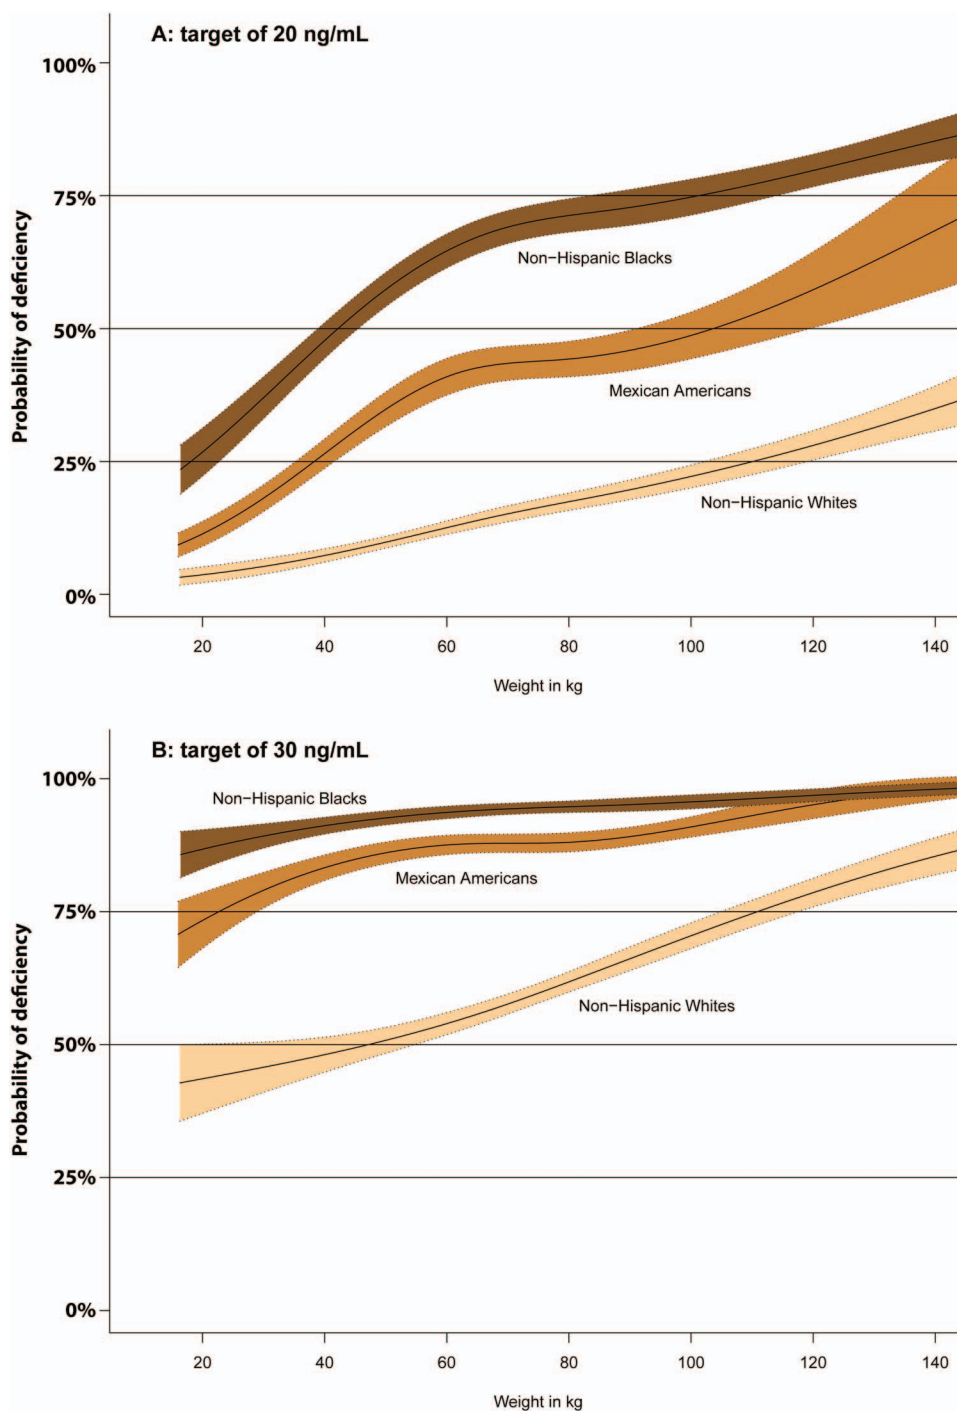 A: target of 20 ng/mL
100%
75%
Non-Hispanic Blacks
50%
Mexican Americans
25%
Non-Hispanic Whites
0%
Probability of deficiency
20 40 60 80 100 120 140
Weight in kg
B: target of 30 ng/mL
100%
Non-Hispanic Blacks
Mexican Americans
75%
Non-Hispanic Whites
50%
25%
0%
Probability of deficiency
20 40 60 80 100 120 140
Weight in kg